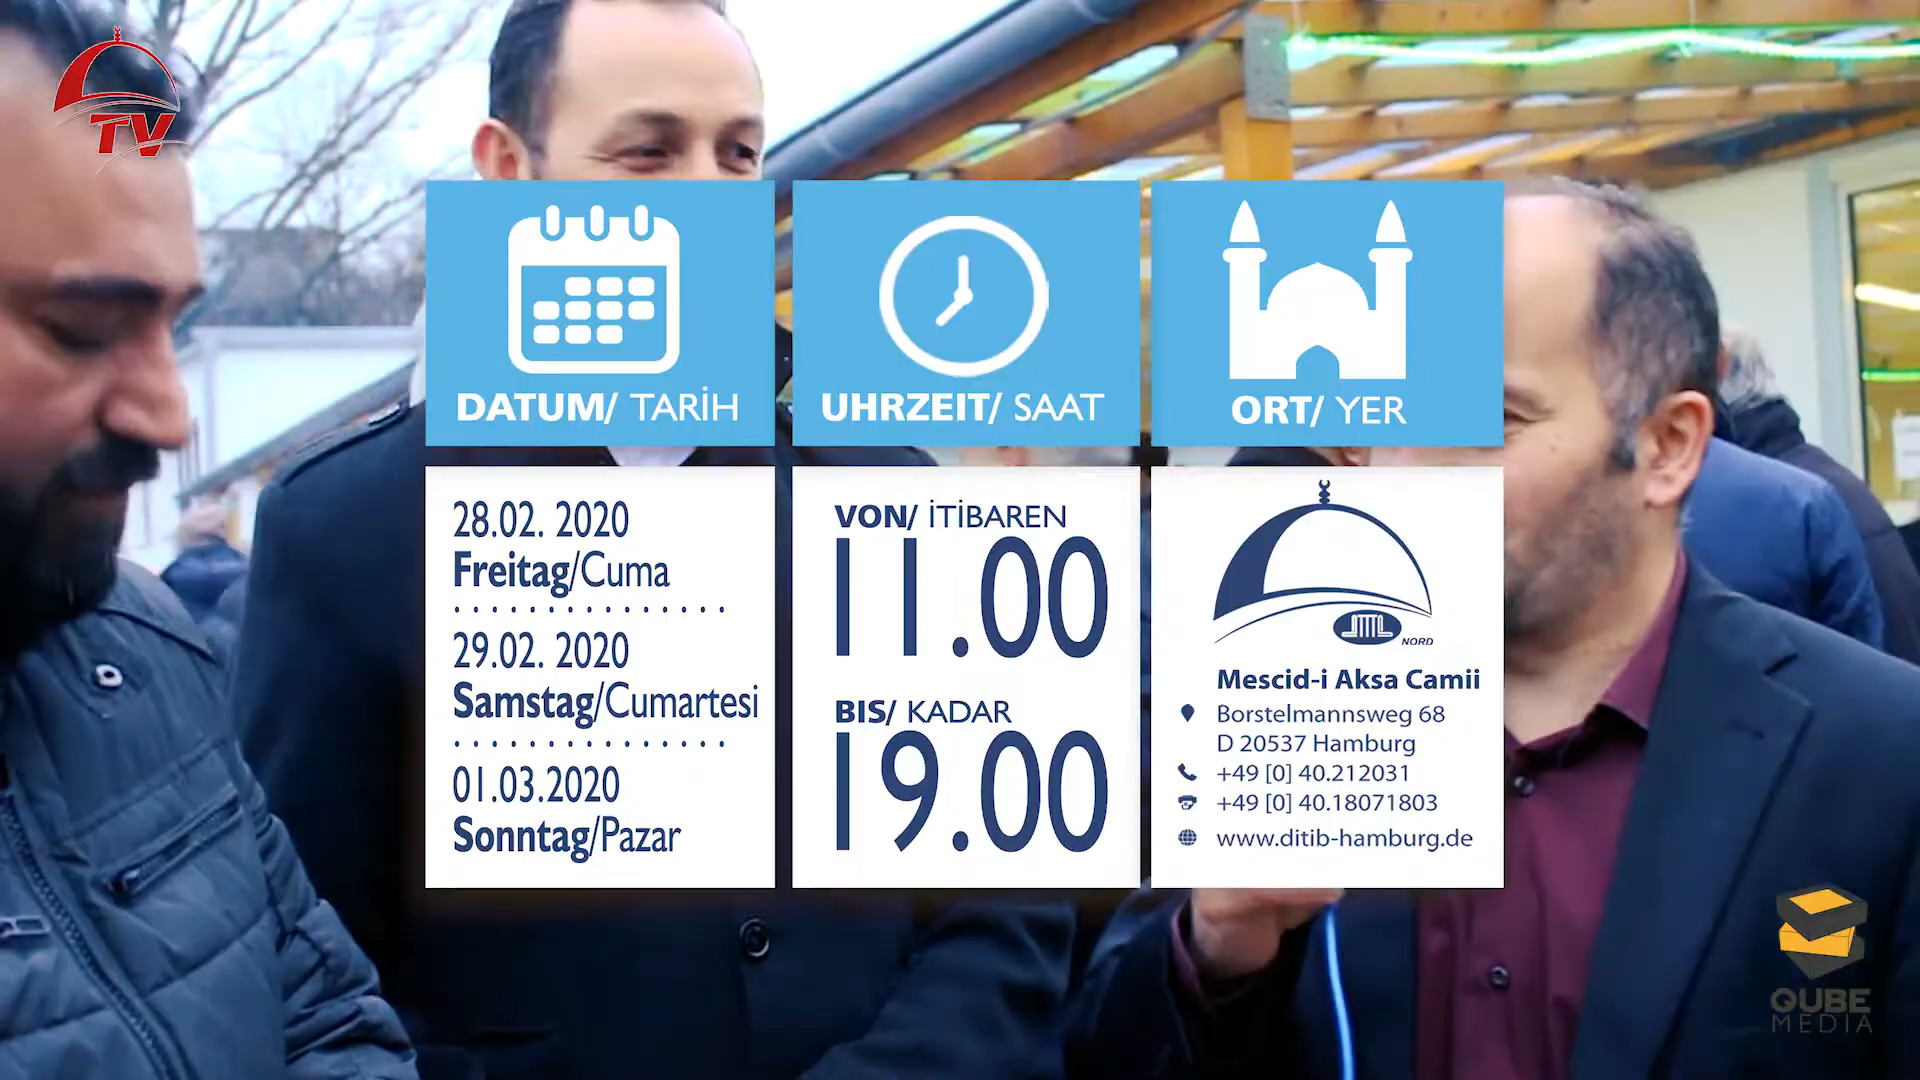 TV
DATUM/ TARİH
28.02. 2020
Freitag/Cuma
29.02. 2020
Samstag/Cumartesi
01.03.2020
Sonntag/Pazar
UHRZEIT/ SAAT
VON/ İTİBAREN
11.00
BIS/ KADAR
19.00
ORT/ YER
NORD
Mescid-i Aksa Camii
Borstelmannsweg 68
D 20537 Hamburg
+49 [0] 40.212031
+49 [0] 40.18071803
www.ditib-hamburg.de
QUBE
MEDIA